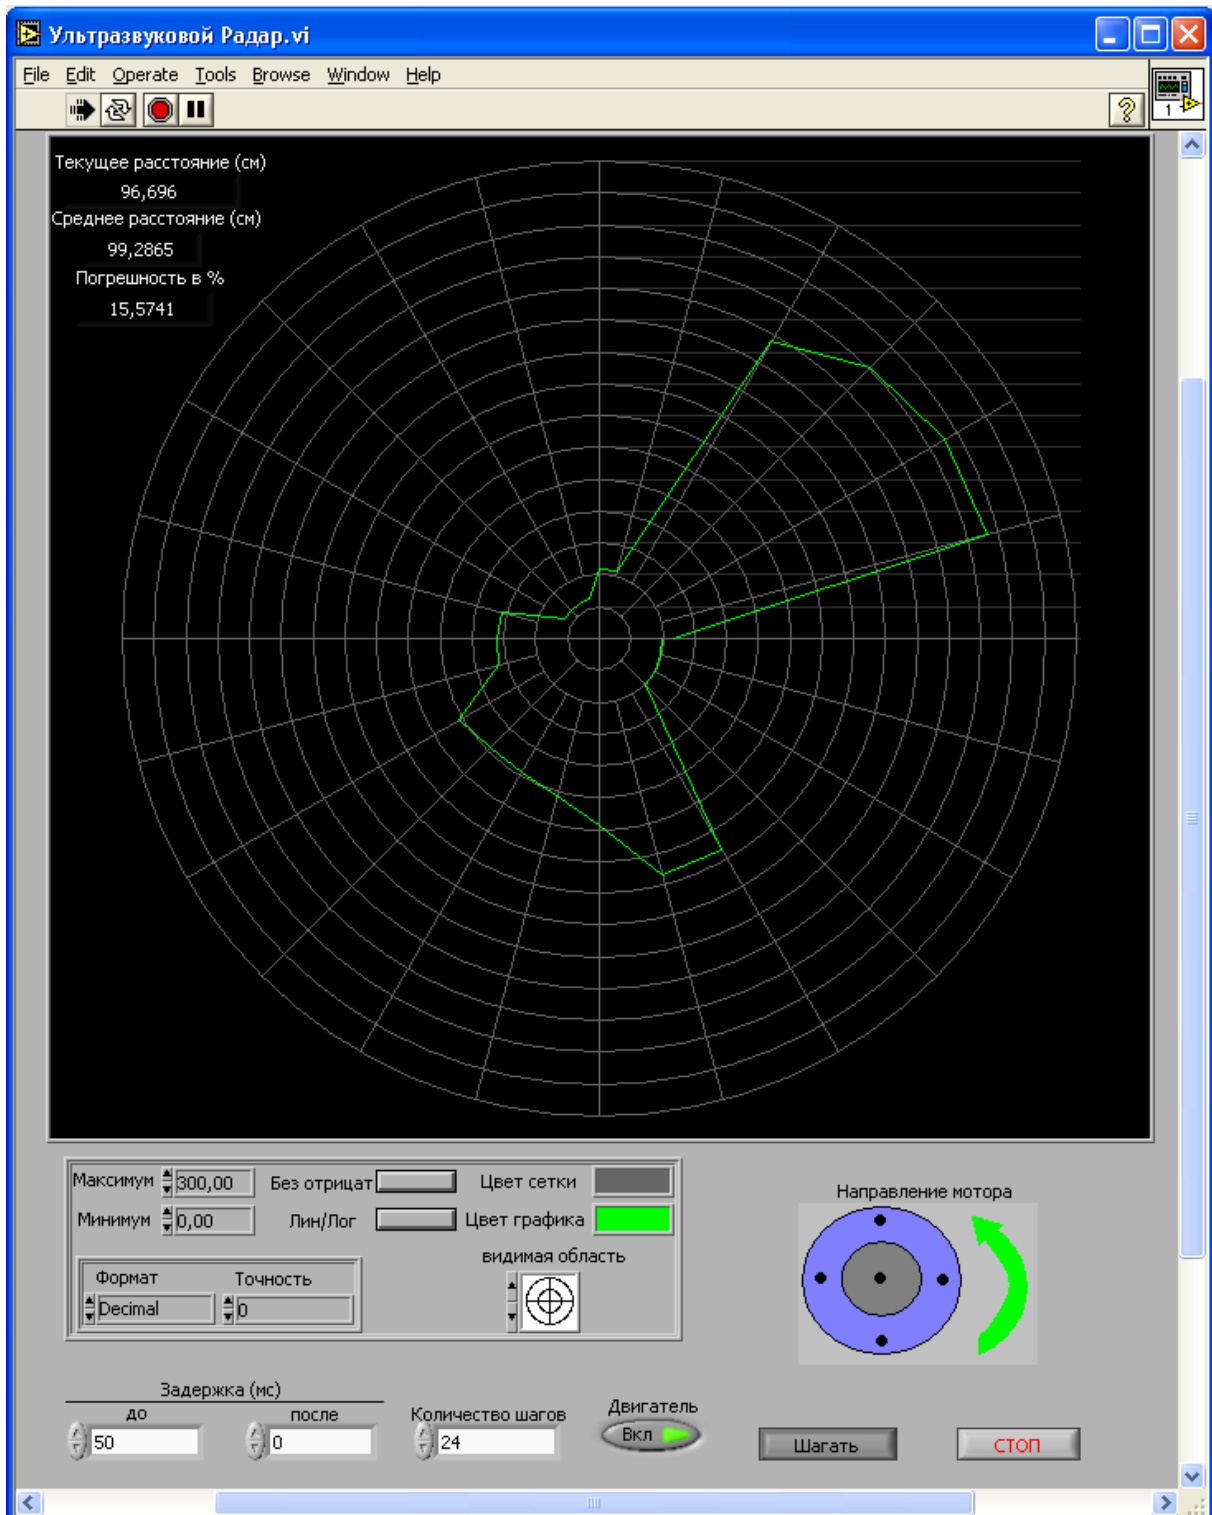 Ультразвуковой Радар.vi
File Edit Operate Tools Browse Window Help
1
Текущее расстояние (см)
96,696
Среднее расстояние (см)
99,2865
Погрешность в %
15,5741
Максимум 300,00 Без отрицат Цвет сетки
Минимум 0,00 Лин/Лог Цвет графика
видимая область
Формат Точность
Decimal 0
Направление мотора
Задержка (мс)
до после Количество шагов Двигатель
50 0 24 Вкл Шагать СТОП